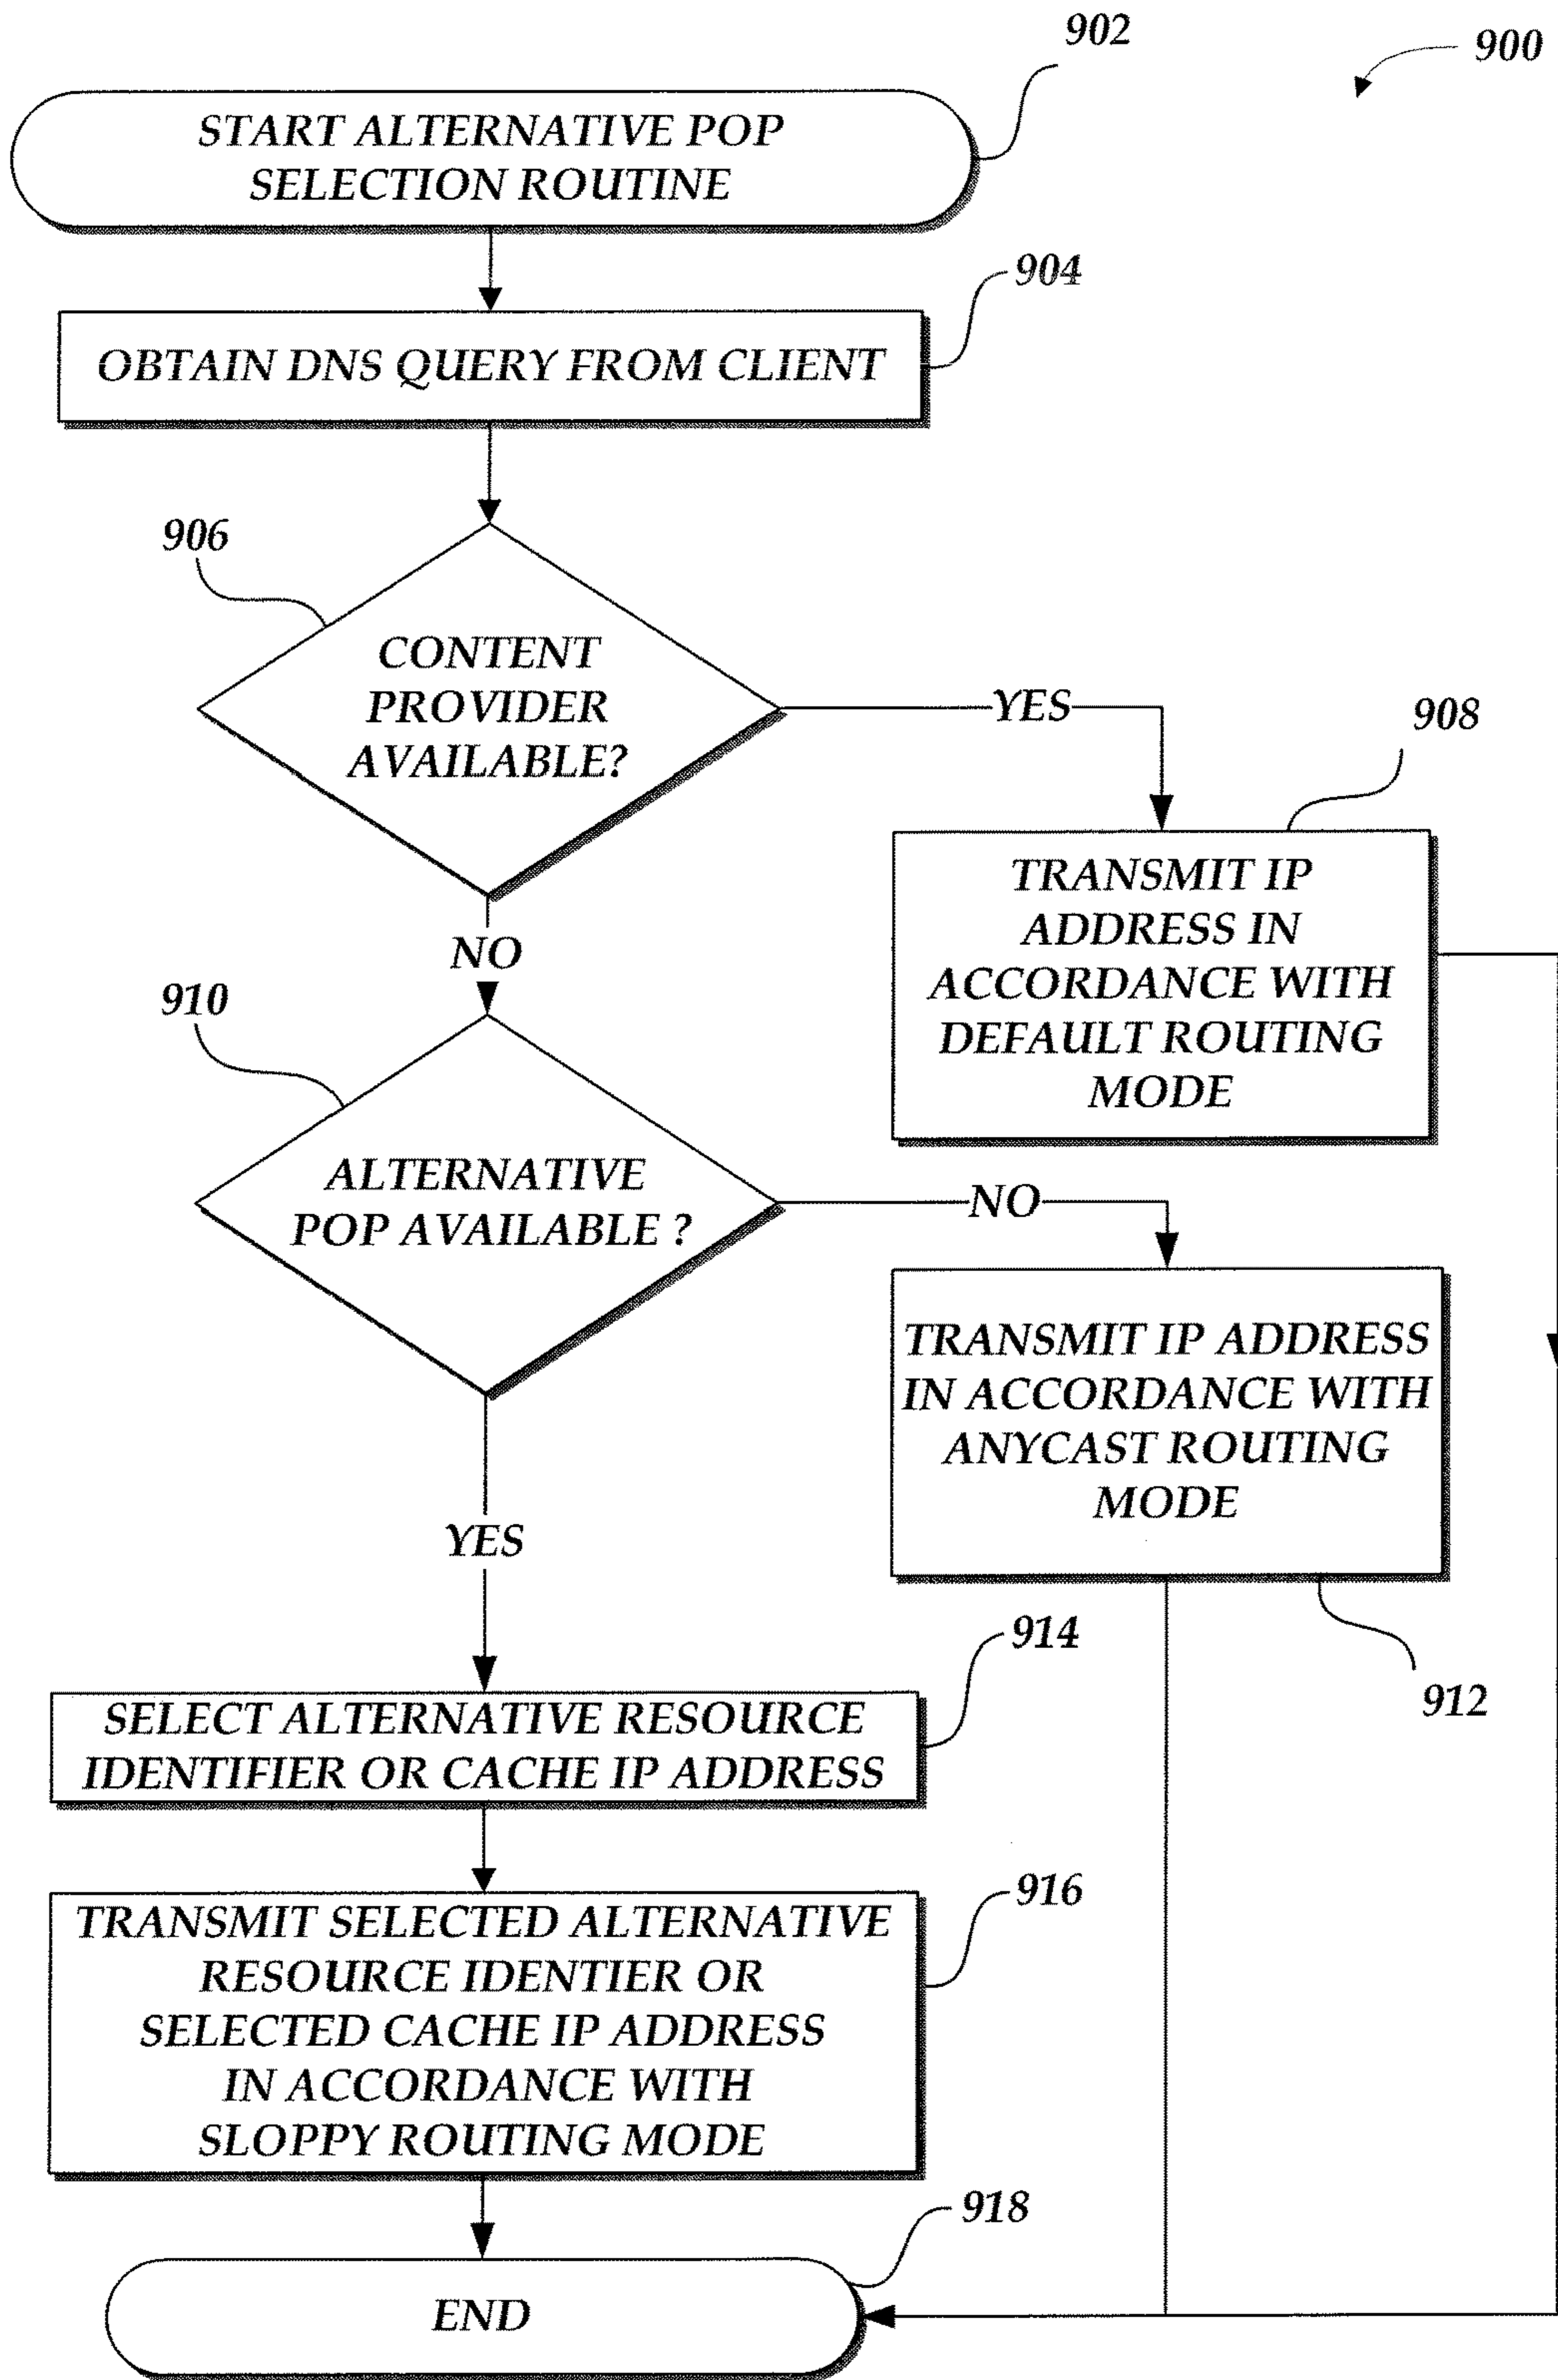 902
900
START ALTERNATIVE POP
SELECTION ROUTINE
904
OBTAIN DNS QUERY FROM CLIENT
906
CONTENT
PROVIDER
AVAILABLE?
YES
908
TRANSMIT IP
ADDRESS IN
ACCORDANCE WITH
DEFAULT ROUTING
MODE
NO
910
ALTERNATIVE
POP AVAILABLE ?
NO
TRANSMIT IP ADDRESS
IN ACCORDANCE WITH
ANYCAST ROUTING
MODE
912
YES
914
SELECT ALTERNATIVE RESOURCE
IDENTIFIER OR CACHE IP ADDRESS
916
TRANSMIT SELECTED ALTERNATIVE
RESOURCE IDENTIER OR
SELECTED CACHE IP ADDRESS
IN ACCORDANCE WITH
SLOPPY ROUTING MODE
918
END